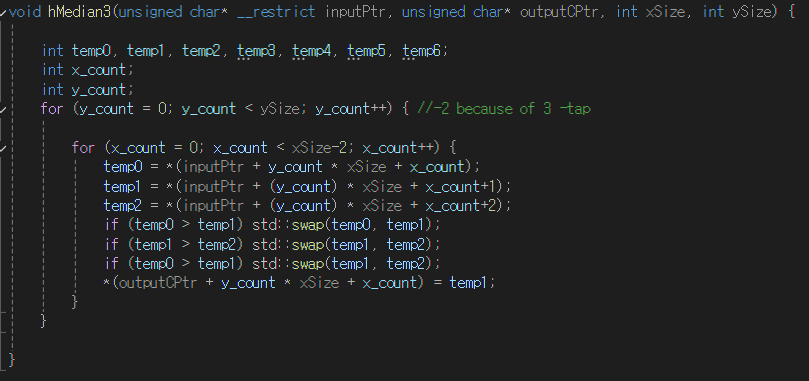 void hMedian3(unsigned char* __restrict inputPtr, unsigned char* outputCPtr, int xSize, int ySize) {
int temp0, temp1, temp2, temp3, temp4, temp5, temp6;
int x_count;
int y_count;
for (y_count = 0; y_count < ySize; y_count++) { //-2 because of 3 -tap
for (x_count = 0; x_count < xSize-2; x_count++) {
temp0 = *(inputPtr + y_count * xSize + x_count);
temp1 = *(inputPtr + (y_count) * xSize + x_count+1);
temp2 = *(inputPtr + (y_count) * xSize + x_count+2);
if (temp0 > temp1) std::swap(temp0, temp1);
if (temp1 > temp2) std::swap(temp1, temp2);
if (temp0 > temp1) std::swap(temp1, temp2);
*(outputCPtr + y_count * xSize + x_count) = temp1;
}
}
}